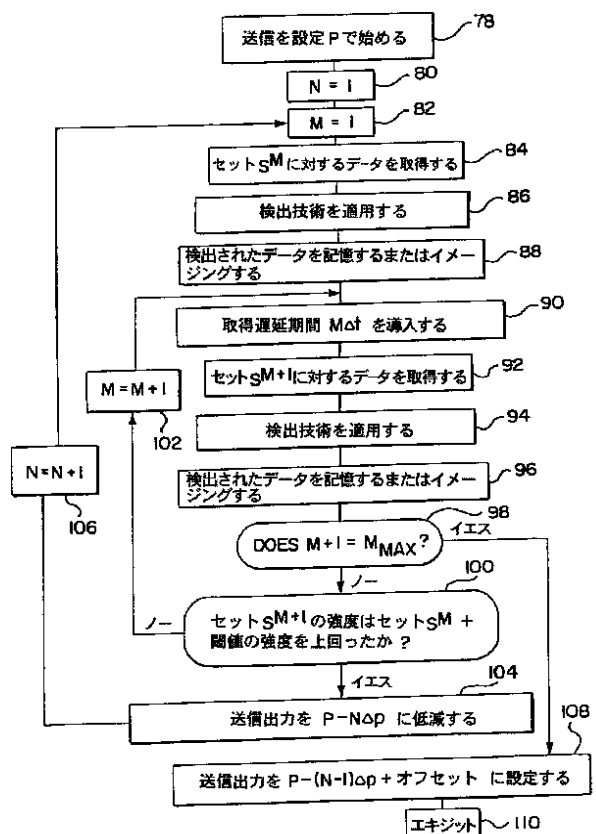 送信を設定 P で始める
78
N = 1
80
M = 1
82
セット S^M に対するデータを取得する
84
検出技術を適用する
86
検出されたデータを記憶するまたはイメー
ジングする
88
取得遅延期間 MΔt を導入する
90
セット S^M+1 に対するデータを取得する
92
M = M+1
102
検出技術を適用する
94
N=N+1
106
検出されたデータを記憶するまたはイメー
ジングする
96
DOES M+1 = M_MAX ?
98
イエス
ノー
セット S^M+1 の強度はセット S^M +
閾値の強度を上回ったか ?
100
ノー
イエス
送信出力を P-NΔp に低減する
104
送信出力を P-(N-1)Δp + オフセット に設定する
108
エキジット
110